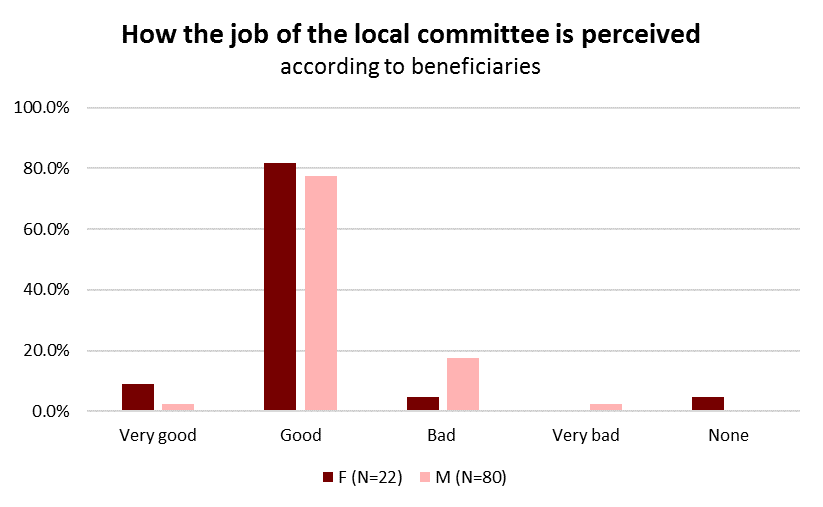 How the job of the local committee is perceived
according to beneficiaries
100.0%
80.0%
60.0%
40.0%
20.0%
0.0%
Very good Good Bad Very bad None
F (N=22) M (N=80)